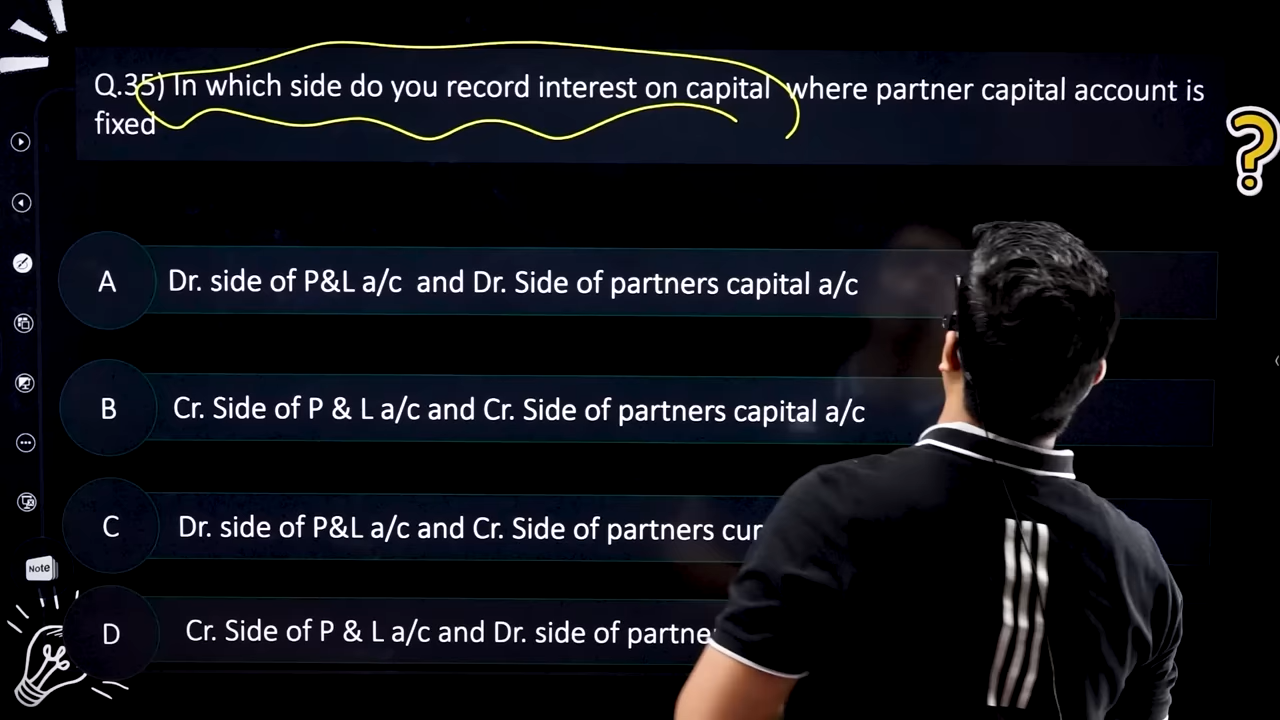 Q.35) In which side do you record interest on capital where partner capital account is
fixed
A
Dr. side of P&L a/c and Dr. Side of partners capital a/c
B
Cr. Side of P & L a/c and Cr. Side of partners capital a/c
C
Dr. side of P&L a/c and Cr. Side of partners
D
Cr. Side of P & L a/c and Dr. side of
Note
?